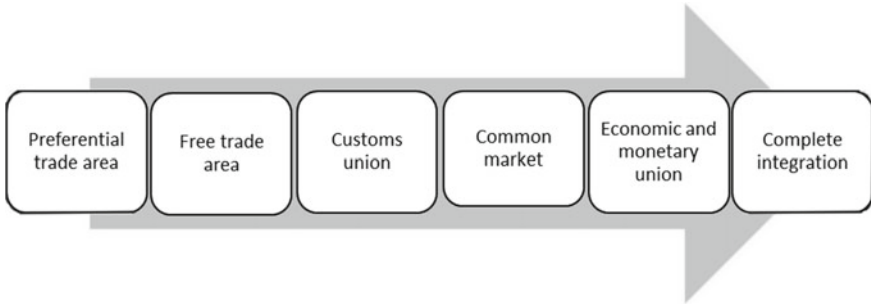 Preferential
trade area
Free trade
area
Customs
union
Common
market
Economic and
monetary
union
Complete
integration